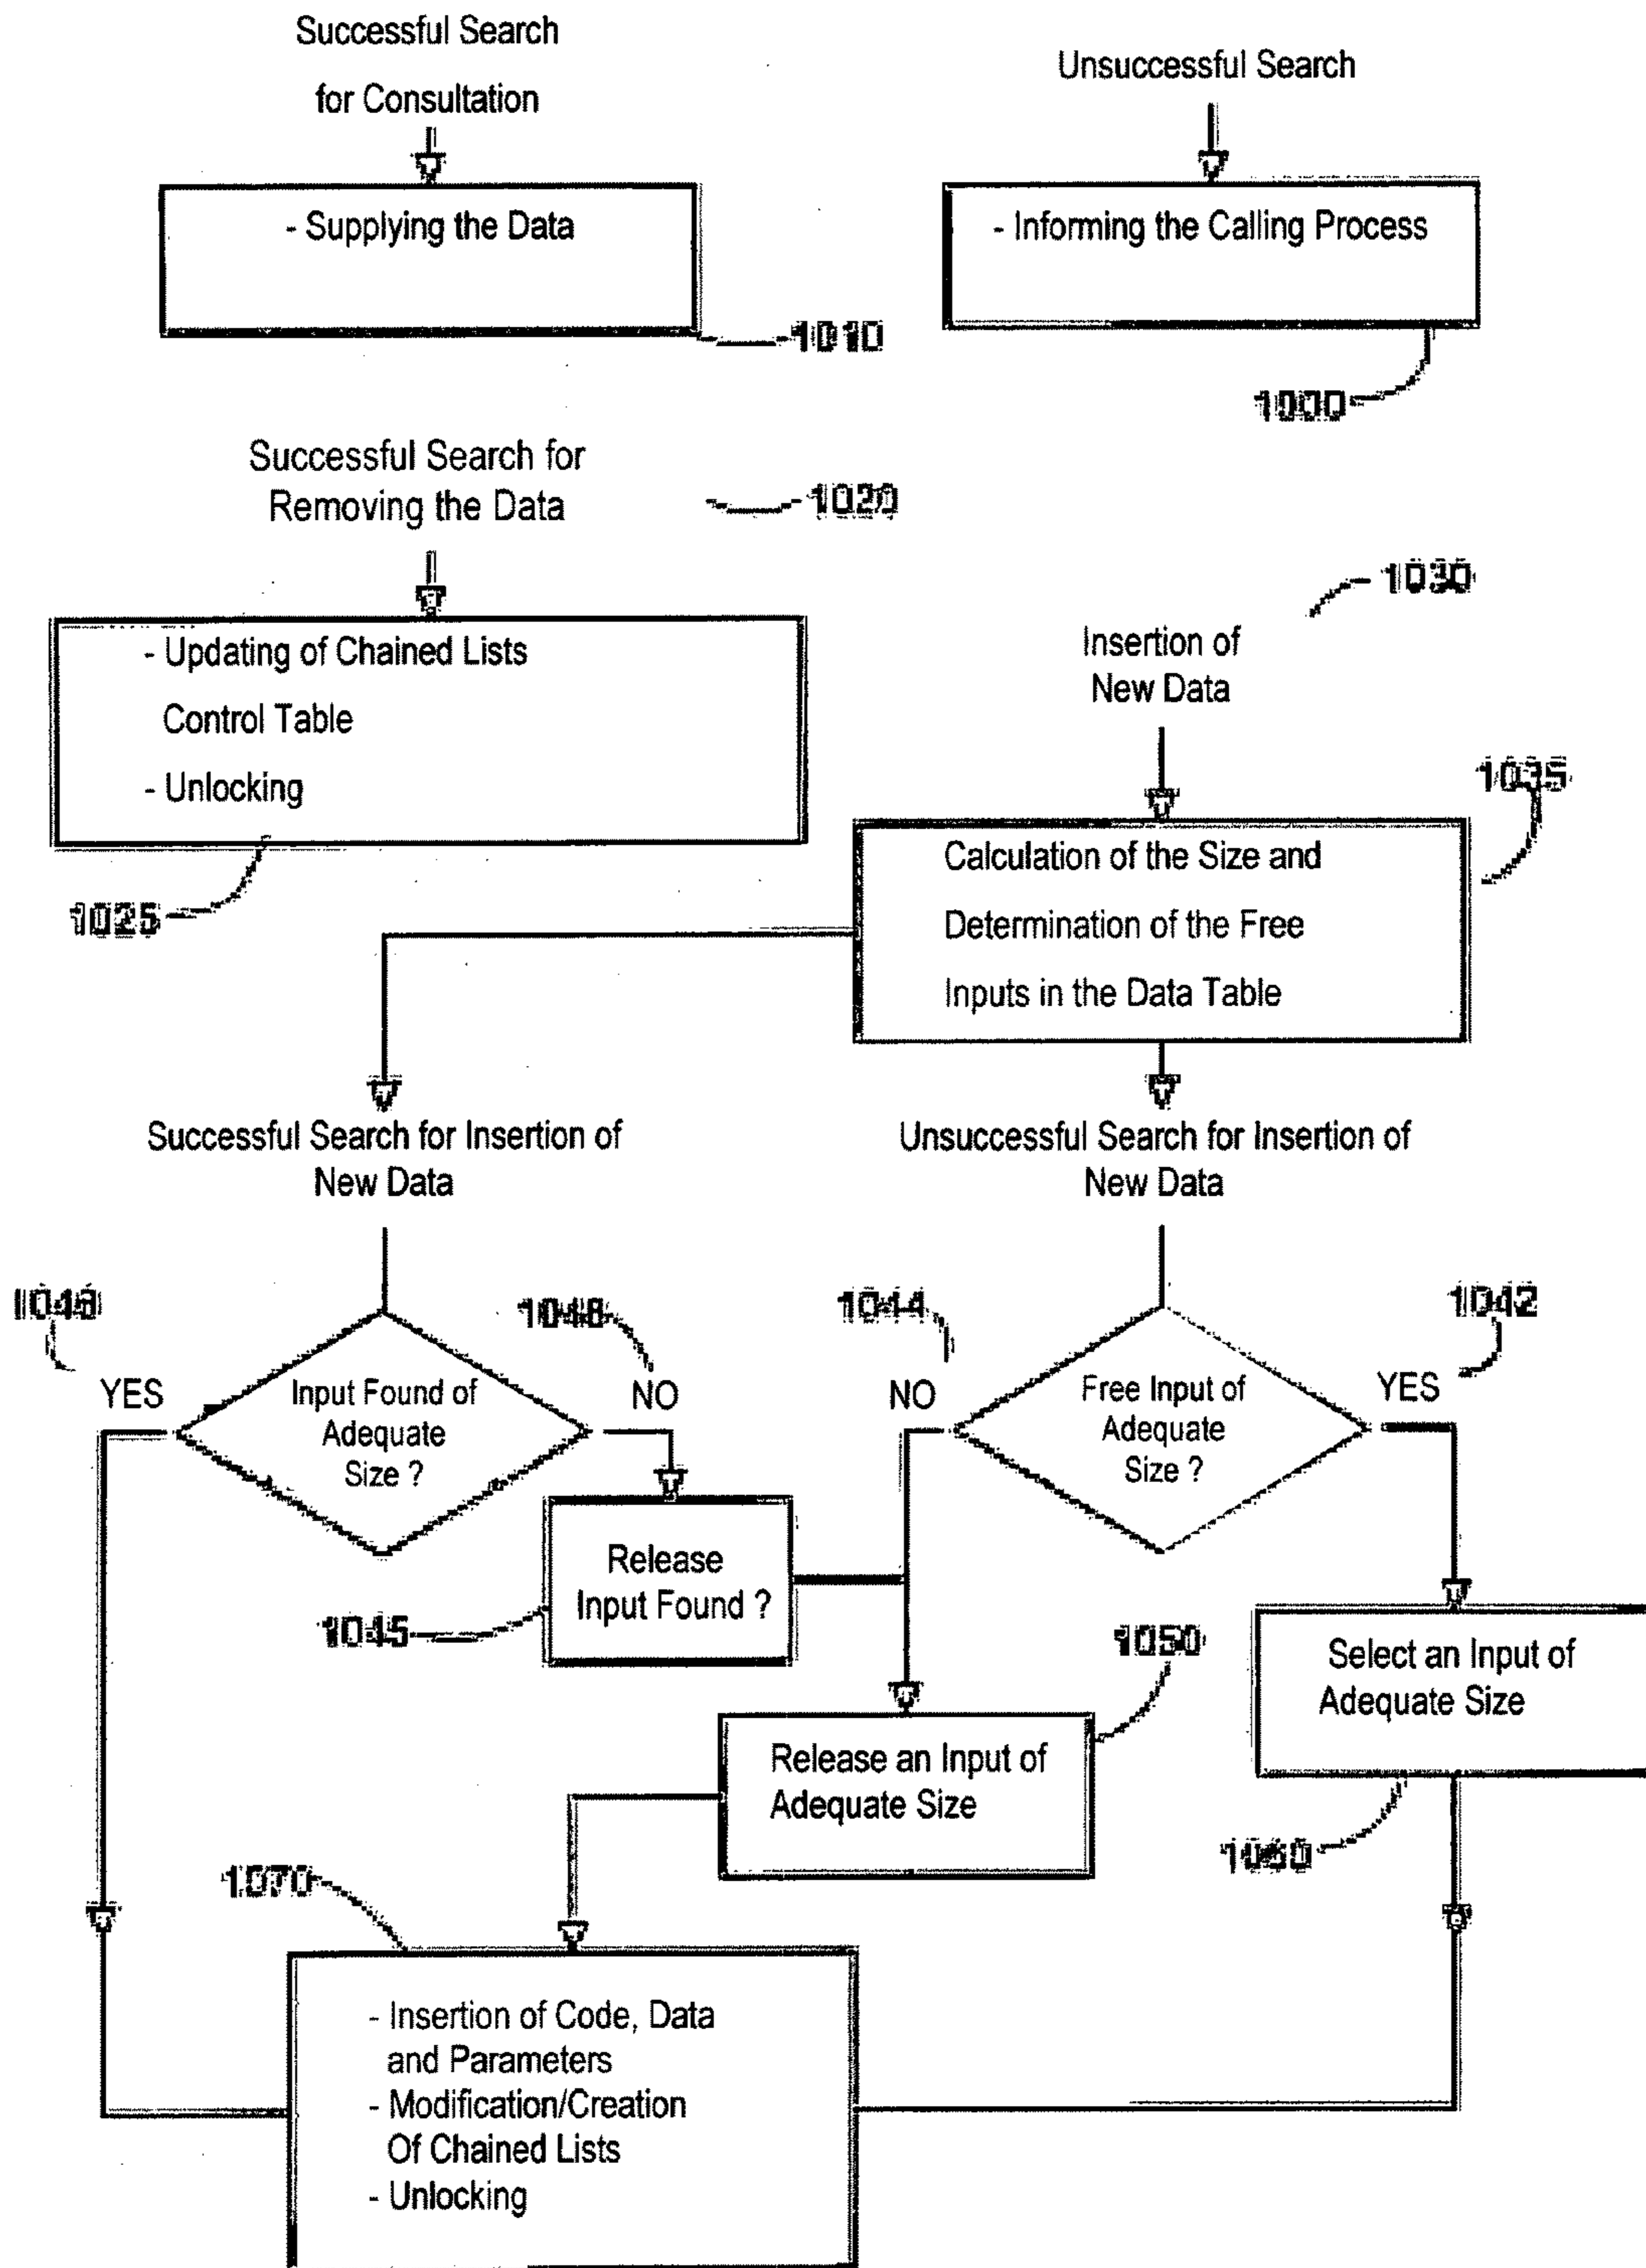 Successful Search
for Consultation
Unsuccessful Search
- Supplying the Data
- Informing the Calling Process
1010
1000
Successful Search for
Removing the Data
1020
1030
- Updating of Chained Lists
Control Table
- Unlocking
Insertion of
New Data
1035
1025
Calculation of the Size and
Determination of the Free
Inputs in the Data Table
Successful Search for Insertion of
New Data
Unsuccessful Search for Insertion of
New Data
1044
1042
YES
Input Found of
Adequate
Size ?
NO
NO
Free Input of
Adequate
Size ?
YES
Release
Input Found ?
1045
1050
Select an Input of
Adequate Size
Release an Input of
Adequate Size
1060
1070
- Insertion of Code, Data
and Parameters
- Modification/Creation
Of Chained Lists
- Unlocking